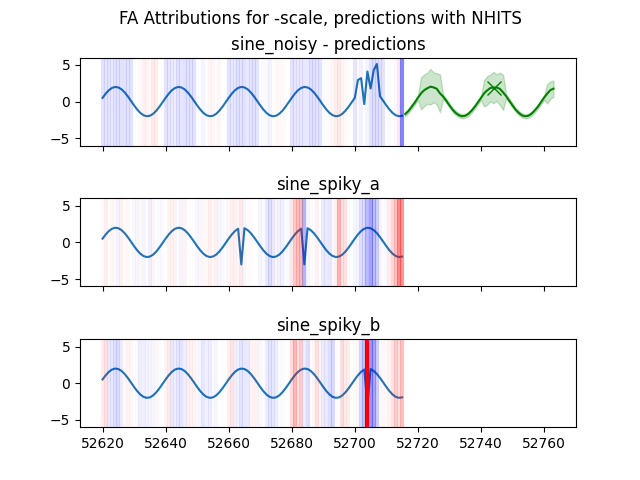 FA Attributions for -scale, predictions with NHITS
sine_noisy - predictions
5
0
−5
sine_spiky_a
5
0
−5
sine_spiky_b
5
0
−5
52620 52640 52660 52680 52700 52720 52740 52760